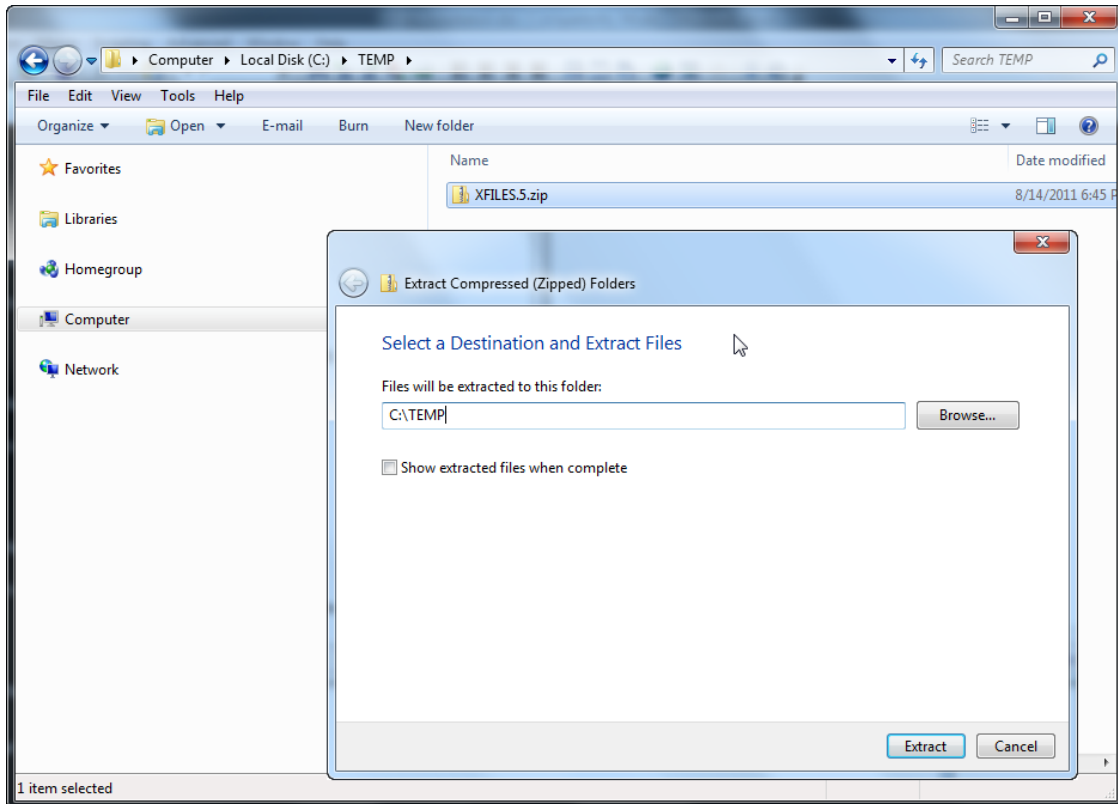 Computer Local Disk (C:) TEMP
Search TEMP
File Edit View Tools Help
Organize Open E-mail Burn New folder
Favorites
Libraries
Homegroup
Computer
Network
Name Date modified
XFILES.5.zip 8/14/2011 6:45 P
Extract Compressed (Zipped) Folders
Select a Destination and Extract Files
Files will be extracted to this folder:
C:\TEMP
Browse...
Show extracted files when complete
Extract Cancel
1 item selected